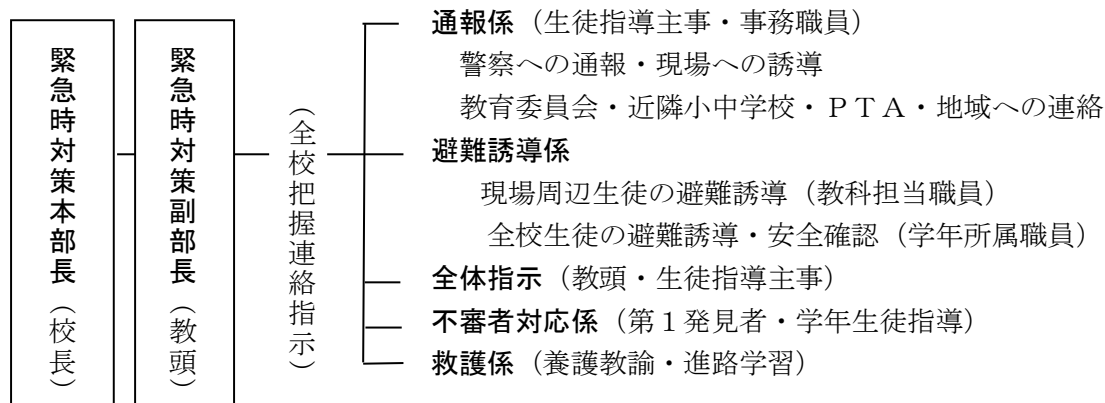 緊急時対策本部長（校長）
緊急時対策副部長（教頭）
（全校把握連絡指示）
通報係（生徒指導主事・事務職員）
警察への通報・現場への誘導
教育委員会・近隣小中学校・ＰＴＡ・地域への連絡
避難誘導係
現場周辺生徒の避難誘導（教科担当職員）
全校生徒の避難誘導・安全確認（学年所属職員）
全体指示（教頭・生徒指導主事）
不審者対応係（第１発見者・学年生徒指導）
救護係（養護教諭・進路学習）